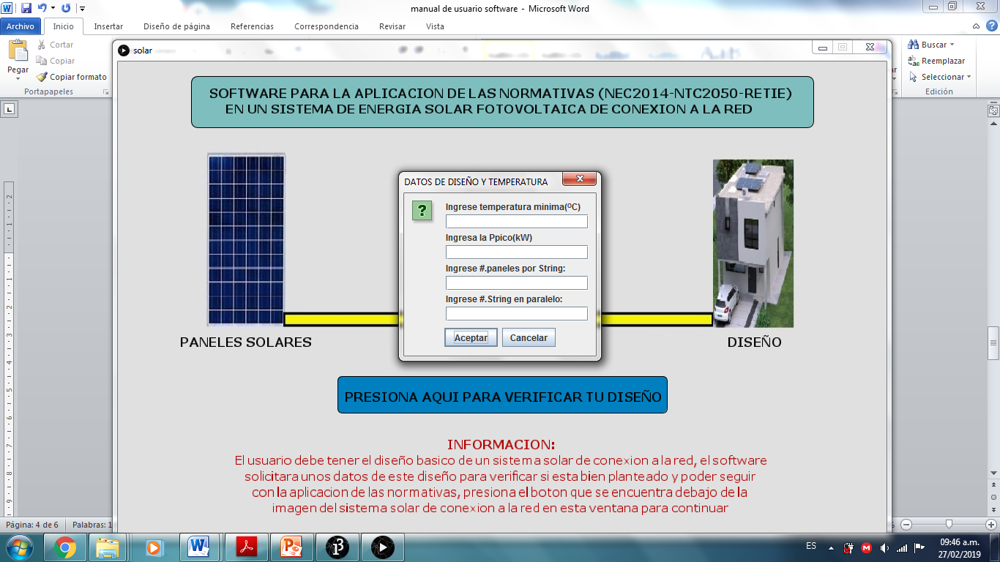 manual de usuario software - Microsoft Word
Archivo
Inicio
Insertar
Diseño de página
Referencias
Correspondencia
Revisar
Vista
Pegar
Cortar
Copiar
Copiar formato
Portapapeles
Buscar
Reemplazar
Seleccionar
Edición
solar
SOFTWARE PARA LA APLICACION DE LAS NORMATIVAS (NEC2014-NTC2050-RETIE)
EN UN SISTEMA DE ENERGIA SOLAR FOTOVOLTAICA DE CONEXION A LA RED
DATOS DE DISEÑO Y TEMPERATURA
Ingrese temperatura minima(ºC)
Ingresa la Ppico(kW)
Ingrese #.paneles por String:
Ingrese #.String en paralelo:
Aceptar
Cancelar
PANELES SOLARES
DISEÑO
PRESIONA AQUI PARA VERIFICAR TU DISEÑO
INFORMACION:
El usuario debe tener el diseño basico de un sistema solar de conexion a la red, el software
solicitara unos datos de este diseño para verificar si esta bien planteado y poder seguir
con la aplicacion de las normativas, presiona el boton que se encuentra debajo de la
imagen del sistema solar de conexion a la red en esta ventana para continuar
Página: 4 de 6
Palabras: 1
ES
09:46 a.m.
27/02/2019